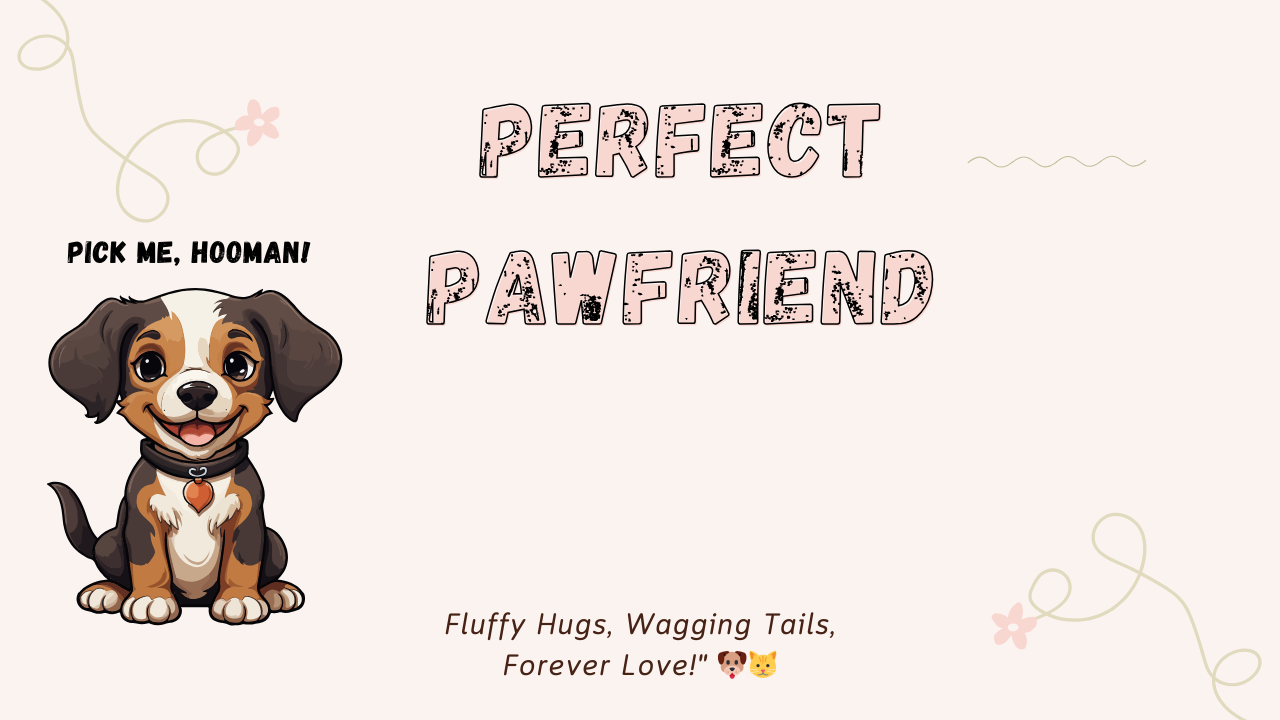 PERFECT
PAWFRIEND
PICK ME, HOOMAN!
Fluffy Hugs, Wagging Tails,
Forever Love!" 🐶🐱